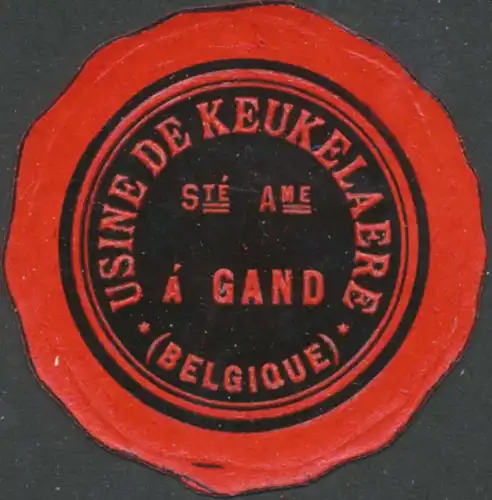 USINE DE KEUKELAERE
STÉ AME
Á GAND
(BELGIQUE)